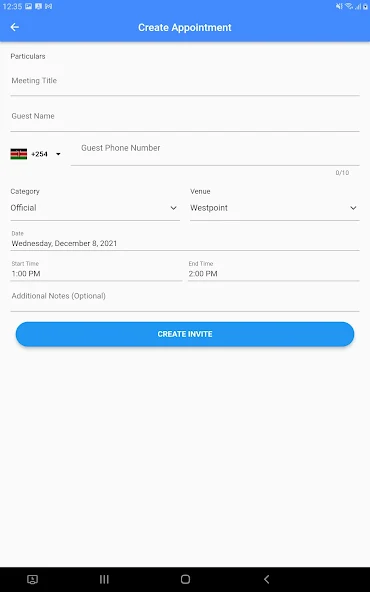 12:35
Create Appointment
Particulars
Meeting Title
Guest Name
+254
Guest Phone Number
0/10
Category
Venue
Official
Westpoint
Date
Wednesday, December 8, 2021
Start Time
End Time
1:00 PM
2:00 PM
Additional Notes (Optional)
CREATE INVITE